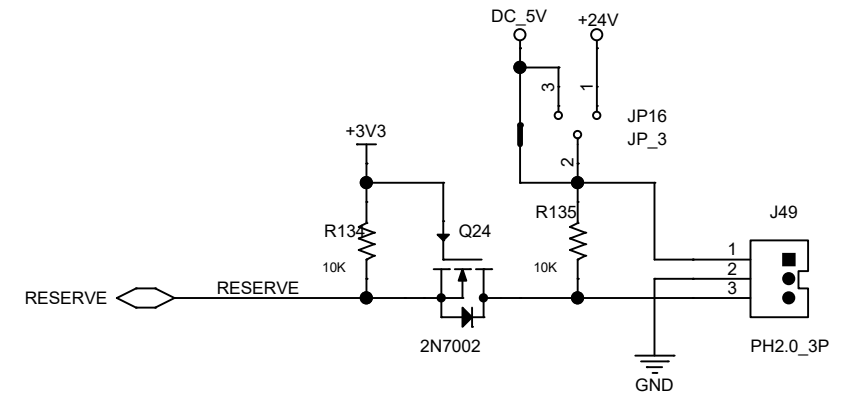 DC_5V
+24V
3
1
JP16
JP_3
+3V3
2
R135
J49
R134
Q24
1
10K
10K
2
RESERVE
RESERVE
3
2N7002
PH2.0_3P
GND